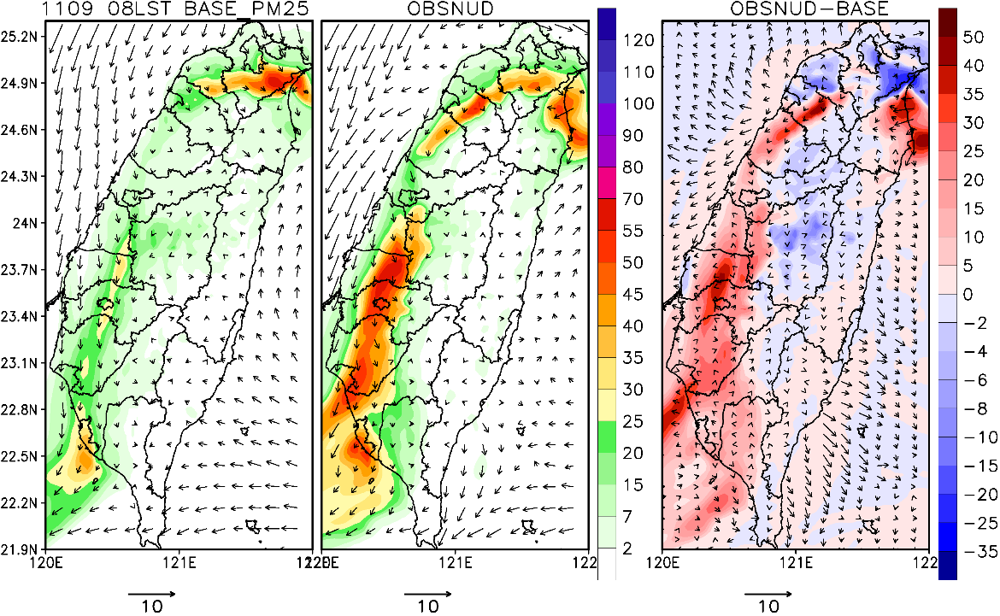 1109 08LST BASE_PM25
OBSNUD
OBSNUD−BASE
25.2N
24.9N
24.6N
24.3N
24N
23.7N
23.4N
23.1N
22.8N
22.5N
22.2N
21.9N
120E
121E
122
120E
121E
122
120E
121E
122
120
110
100
90
80
70
55
50
45
40
35
30
25
20
15
7
2
50
40
35
30
25
20
15
10
5
0
−2
−4
−6
−8
−10
−15
−20
−25
−35
10
10
10